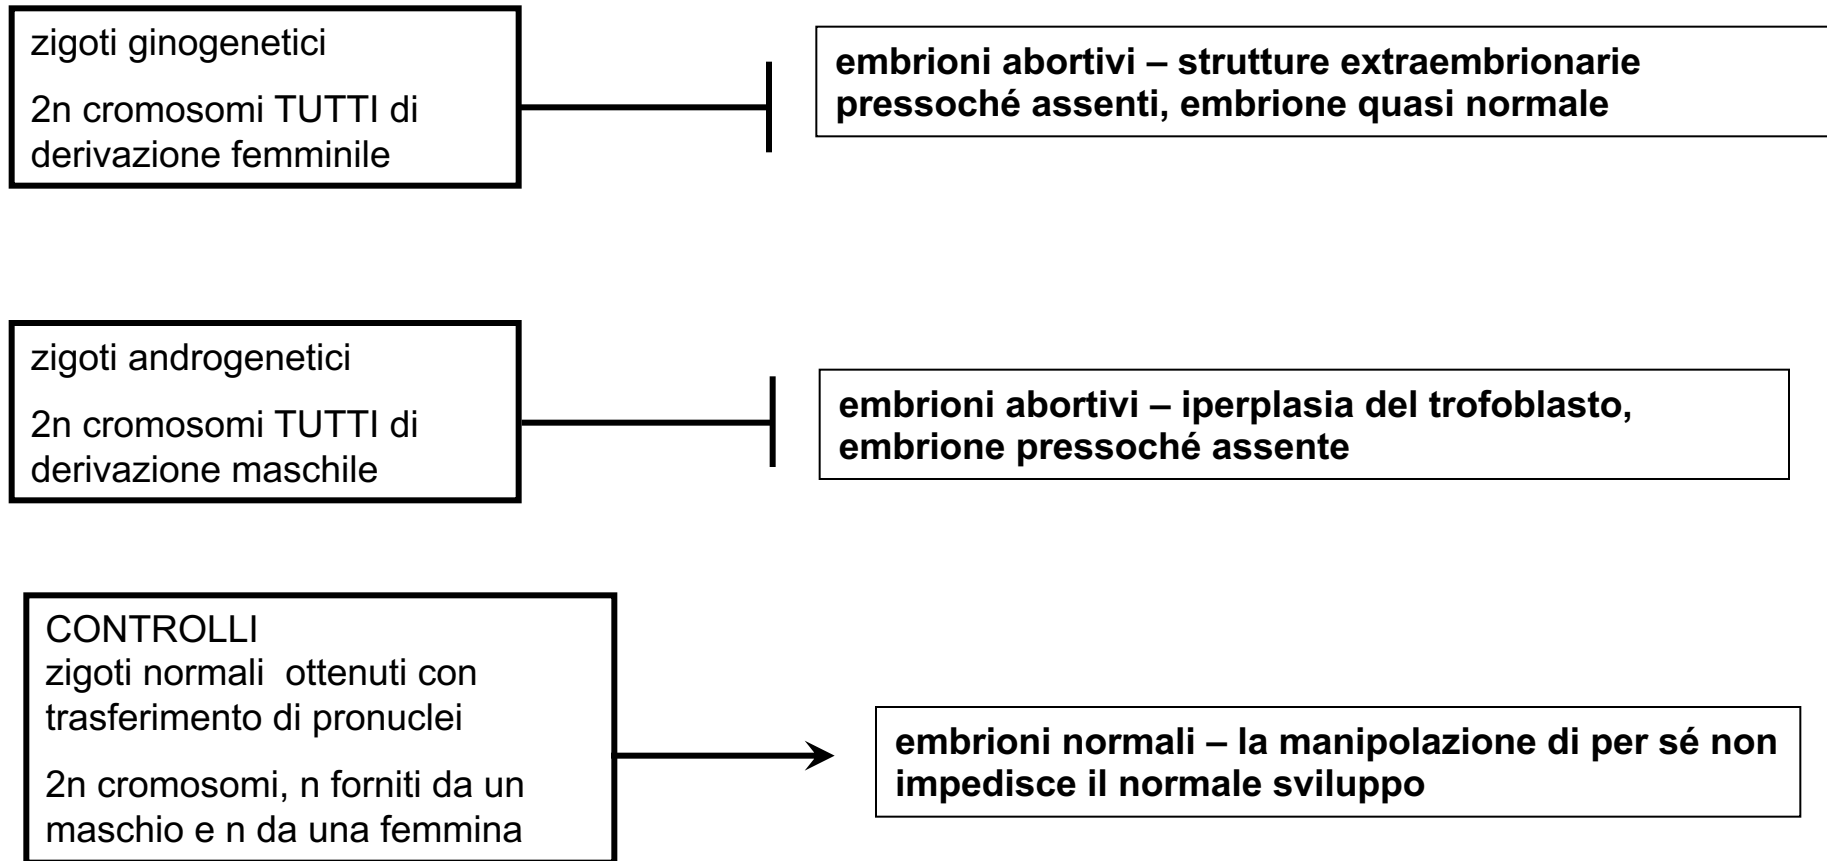 zigoti ginogenetici
2n cromosomi TUTTI di
derivazione femminile
embrioni abortivi – strutture extraembrionarie
pressoché assenti, embrione quasi normale
zigoti androgenetici
2n cromosomi TUTTI di
derivazione maschile
embrioni abortivi – iperplasia del trofoblasto,
embrione pressoché assente
CONTROLLI
zigoti normali  ottenuti con
trasferimento di pronuclei
2n cromosomi, n forniti da un
maschio e n da una femmina
embrioni normali – la manipolazione di per sé non
impedisce il normale sviluppo